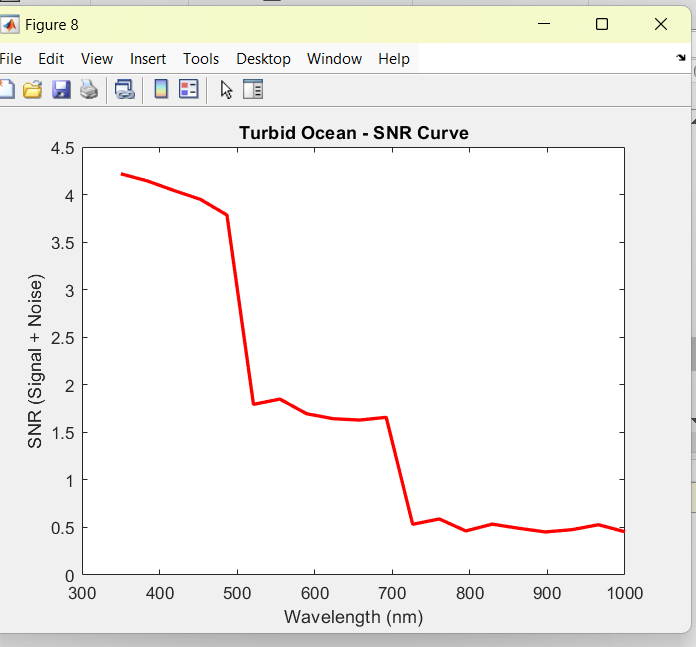 Figure 8
File Edit View Insert Tools Desktop Window Help
Turbid Ocean - SNR Curve
4.5
4
3.5
3
2.5
2
1.5
1
0.5
0
SNR (Signal + Noise)
300 400 500 600 700 800 900 1000
Wavelength (nm)